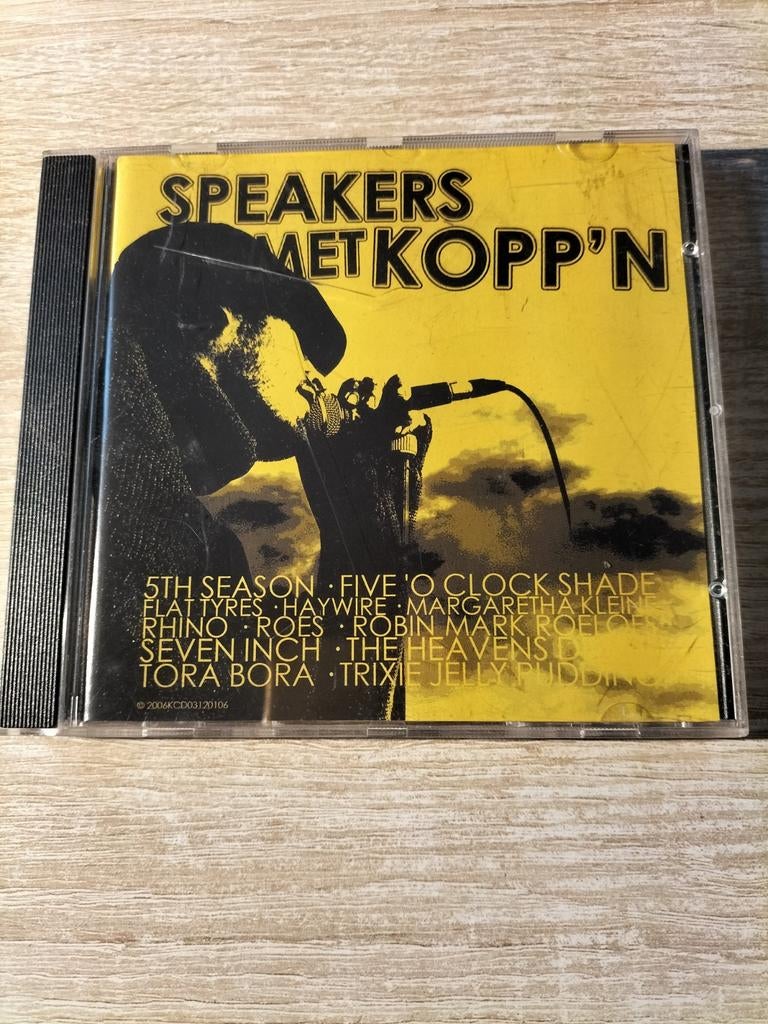 SPEAKERS
MET KOPP'N
5TH SEASON · FIVE 'O CLOCK SHADE
FLAT TYRES · HAYWIRE · MARGARETHA KLEINE
RHINO · ROES · ROBIN MARK ROELOFS
SEVEN INCH · THE HEAVENS
TORA BORA · TRIXIE JELLY PUDDING
© 2006KCD03120106